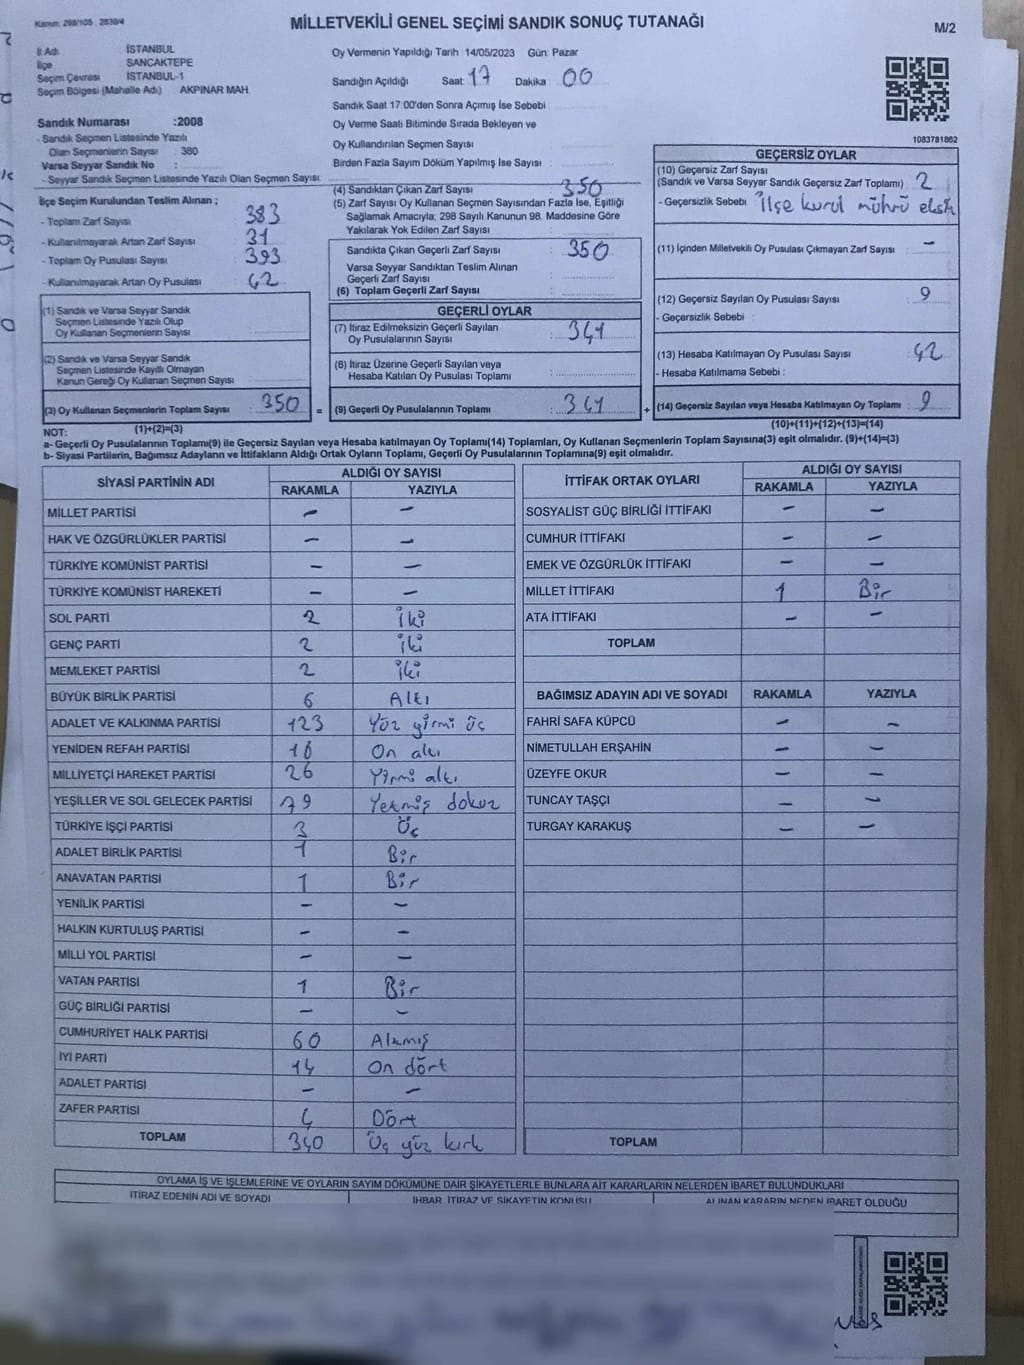 Kanun: 298/105 , 2839/4
MİLLETVEKİLİ GENEL SEÇİMİ SANDIK SONUÇ TUTANAĞI
M/2
İl Adı İSTANBUL
İlçe SANCAKTEPE
Seçim Çevresi İSTANBUL-1
Seçim Bölgesi (Mahalle Adı) AKPINAR MAH.
Sandık Numarası :2008
- Sandık Seçmen Listesinde Yazılı
Olan Seçmenlerin Sayısı : 380
Varsa Seyyar Sandık No :
- Seyyar Sandık Seçmen Listesinde Yazılı Olan Seçmen Sayısı
İlçe Seçim Kurulundan Teslim Alınan ;
- Toplam Zarf Sayısı : 383
- Kullanılmayarak Artan Zarf Sayısı : 31
- Toplam Oy Pusulası Sayısı : 393
- Kullanılmayarak Artan Oy Pusulası : 42
Oy Vermenin Yapıldığı Tarih :14/05/2023 Gün: Pazar
Sandığın Açıldığı Saat: 17 Dakika : 00
Sandık Saat 17:00'den Sonra Açımış İse Sebebi
Oy Verme Saati Bitiminde Sırada Bekleyen ve
Oy Kullandırılan Seçmen Sayısı
Birden Fazla Sayım Döküm Yapılmış İse Sayısı :
(4) Sandıktan Çıkan Zarf Sayısı : 350
(5) Zarf Sayısı Oy Kullanan Seçmen Sayısından Fazla İse, Eşitliği
Sağlamak Amacıyla; 298 Sayılı Kanunun 98. Maddesine Göre
Yakılarak Yok Edilen Zarf Sayısı :
Sandıkta Çıkan Geçerli Zarf Sayısı : 350
Varsa Seyyar Sandıktan Teslim Alınan
Geçerli Zarf Sayısı :
(6) Toplam Geçerli Zarf Sayısı :
1083781862
GEÇERSİZ OYLAR
(10) Geçersiz Zarf Sayısı
(Sandık ve Varsa Seyyar Sandık Geçersiz Zarf Toplamı) : 2
- Geçersizlik Sebebi : İlçe kurul mührü eksik
(11) İçinden Milletvekili Oy Pusulası Çıkmayan Zarf Sayısı : -
(12) Geçersiz Sayılan Oy Pusulası Sayısı : 9
- Geçersizlik Sebebi :
(13) Hesaba Katılmayan Oy Pusulası Sayısı : 42
- Hesaba Katılmama Sebebi :
(14) Geçersiz Sayılan veya Hesaba Katılmayan Oy Toplamı : 9
(10)+(11)+(12)+(13)=(14)
(1) Sandık ve Varsa Seyyar Sandık
Seçmen Listesinde Yazılı Olup
Oy Kullanan Seçmenlerin Sayısı :
(2) Sandık ve Varsa Seyyar Sandık
Seçmen Listesinde Kayıtlı Olmayan
Kanun Gereği Oy Kullanan Seçmen Sayısı :
(3) Oy Kullanan Seçmenlerin Toplam Sayısı : 350 =
(1)+(2)=(3)
GEÇERLİ OYLAR
(7) İtiraz Edilmeksizin Geçerli Sayılan
Oy Pusulalarının Sayısı : 341
(8) İtiraz Üzerine Geçerli Sayılan veya
Hesaba Katılan Oy Pusulası Toplamı :
(9) Geçerli Oy Pusulalarının Toplamı : 341 +
NOT:
a- Geçerli Oy Pusulalarının Toplamı(9) ile Geçersiz Sayılan veya Hesaba katılmayan Oy Toplamı(14) Toplamları, Oy Kullanan Seçmenlerin Toplam Sayısına(3) eşit olmalıdır. (9)+(14)=(3)
b- Siyasi Partilerin, Bağımsız Adayların ve İttifakların Aldığı Ortak Oyların Toplamı, Geçerli Oy Pusulalarının Toplamına(9) eşit olmalıdır.
SİYASİ PARTİNİN ADI ALDIĞI OY SAYISI
RAKAMLA YAZIYLA
MİLLET PARTİSİ - -
HAK VE ÖZGÜRLÜKLER PARTİSİ - -
TÜRKİYE KOMÜNİST PARTİSİ - -
TÜRKİYE KOMÜNİST HAREKETİ - -
SOL PARTİ 2 İki
GENÇ PARTİ 2 İki
MEMLEKET PARTİSİ 2 İki
BÜYÜK BİRLİK PARTİSİ 6 Altı
ADALET VE KALKINMA PARTİSİ 123 Yüz yirmi üç
YENİDEN REFAH PARTİSİ 16 On altı
MİLLİYETÇİ HAREKET PARTİSİ 26 Yirmi altı
YEŞİLLER VE SOL GELECEK PARTİSİ 79 Yetmiş dokuz
TÜRKİYE İŞÇİ PARTİSİ 3 Üç
ADALET BİRLİK PARTİSİ 1 Bir
ANAVATAN PARTİSİ 1 Bir
YENİLİK PARTİSİ - -
HALKIN KURTULUŞ PARTİSİ - -
MİLLİ YOL PARTİSİ - -
VATAN PARTİSİ 1 Bir
GÜÇ BİRLİĞİ PARTİSİ - -
CUMHURİYET HALK PARTİSİ 60 Altmış
İYİ PARTİ 14 On dört
ADALET PARTİSİ - -
ZAFER PARTİSİ 4 Dört
TOPLAM 340 Üç yüz kırk
İTTİFAK ORTAK OYLARI ALDIĞI OY SAYISI
RAKAMLA YAZIYLA
SOSYALİST GÜÇ BİRLİĞİ İTTİFAKI - -
CUMHUR İTTİFAKI - -
EMEK VE ÖZGÜRLÜK İTTİFAKI - -
MİLLET İTTİFAKI 1 Bir
ATA İTTİFAKI - -
TOPLAM
BAĞIMSIZ ADAYIN ADI VE SOYADI RAKAMLA YAZIYLA
FAHRİ SAFA KÜPCÜ - -
NİMETULLAH ERŞAHİN - -
ÜZEYFE OKUR - -
TUNCAY TAŞÇI - -
TURGAY KARAKUŞ - -
TOPLAM
OYLAMA İŞ VE İŞLEMLERİNE VE OYLARIN SAYIM DÖKÜMÜNE DAİR ŞİKAYETLERLE BUNLARA AİT KARARLARIN NELERDEN İBARET BULUNDUKLARI
İTİRAZ EDENİN ADI VE SOYADI İHBAR, İTİRAZ VE ŞİKAYETİN KONUSU ALINAN KARARIN NEDEN İBARET OLDUĞU